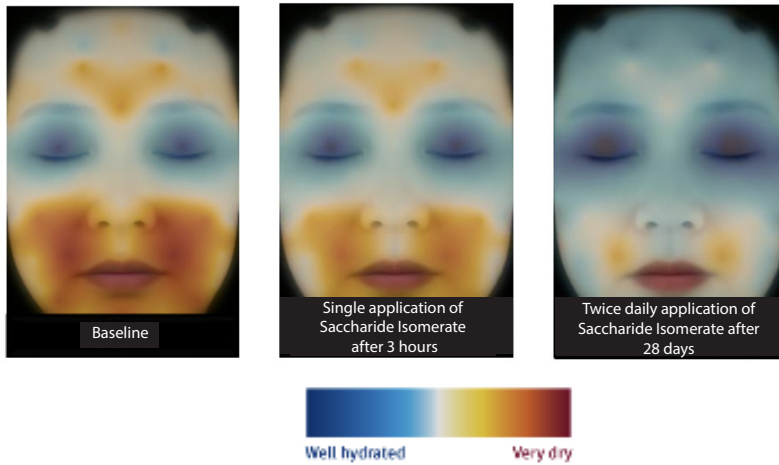 Baseline
Single application of
Saccharide Isomerate
after 3 hours
Twice daily application of
Saccharide Isomerate after
28 days
Well hydrated
Very dry